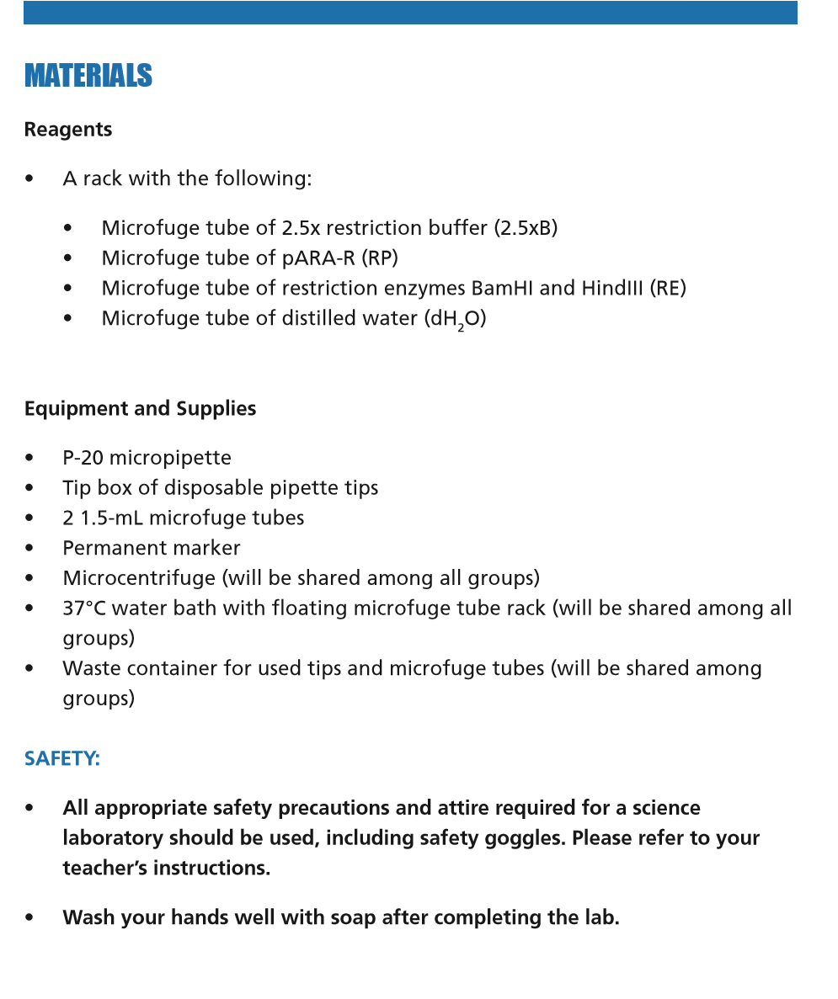 MATERIALS
Reagents
• A rack with the following:
• Microfuge tube of 2.5x restriction buffer (2.5xB)
• Microfuge tube of pARA-R (RP)
• Microfuge tube of restriction enzymes BamHI and HindIII (RE)
• Microfuge tube of distilled water (dH₂O)
Equipment and Supplies
• P-20 micropipette
• Tip box of disposable pipette tips
• 2 1.5-mL microfuge tubes
• Permanent marker
• Microcentrifuge (will be shared among all groups)
• 37°C water bath with floating microfuge tube rack (will be shared among all
groups)
• Waste container for used tips and microfuge tubes (will be shared among
groups)
SAFETY:
• All appropriate safety precautions and attire required for a science
laboratory should be used, including safety goggles. Please refer to your
teacher’s instructions.
• Wash your hands well with soap after completing the lab.